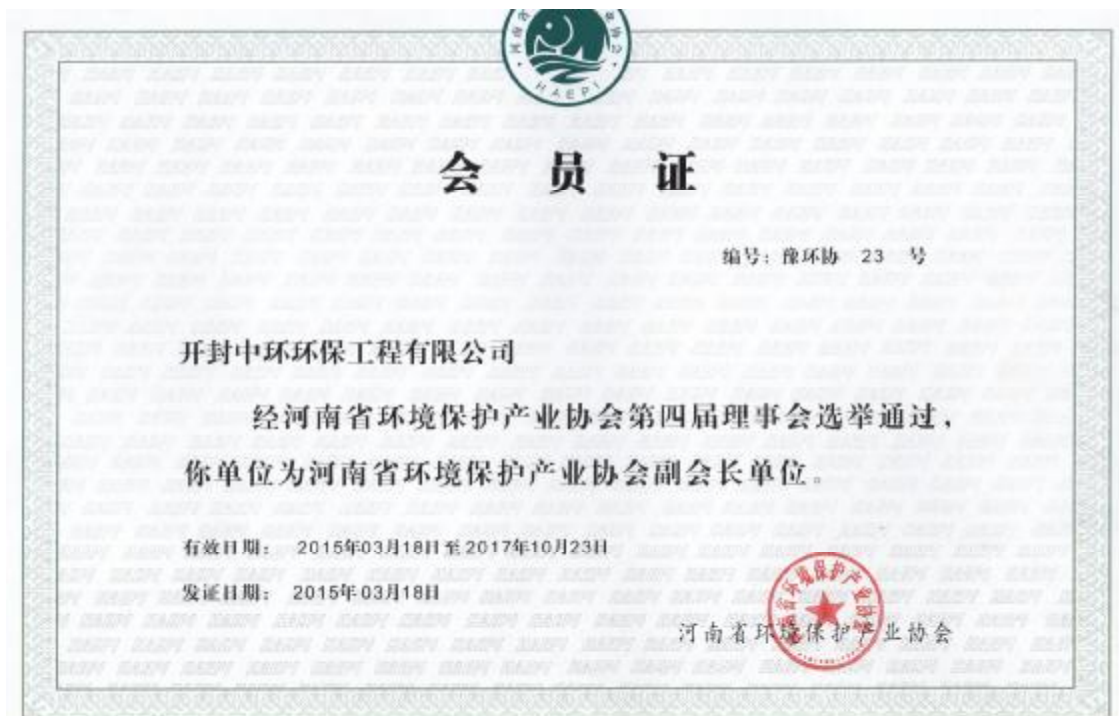 HAEPI
会员证
编号:豫环协 23 号
开封中环环保工程有限公司
经河南省环境保护产业协会第四届理事会选举通过,
你单位为河南省环境保护产业协会副会长单位。
有效日期: 2015年03月18日至2017年10月23日
发证日期: 2015年03月18日
河南省环境保护产业协会